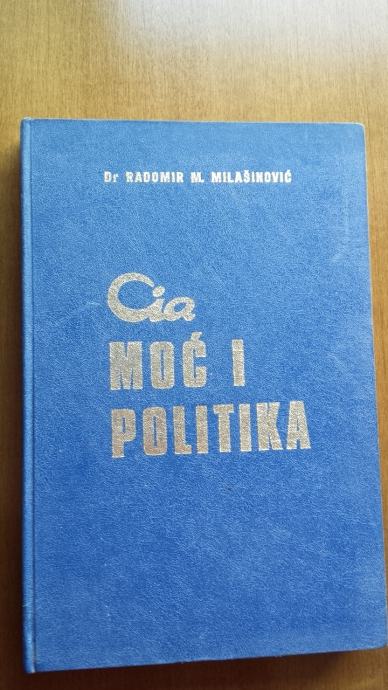 Dr RADOMIR M. MILAŠINOVIĆ
Cia
MOĆ I
POLITIKA